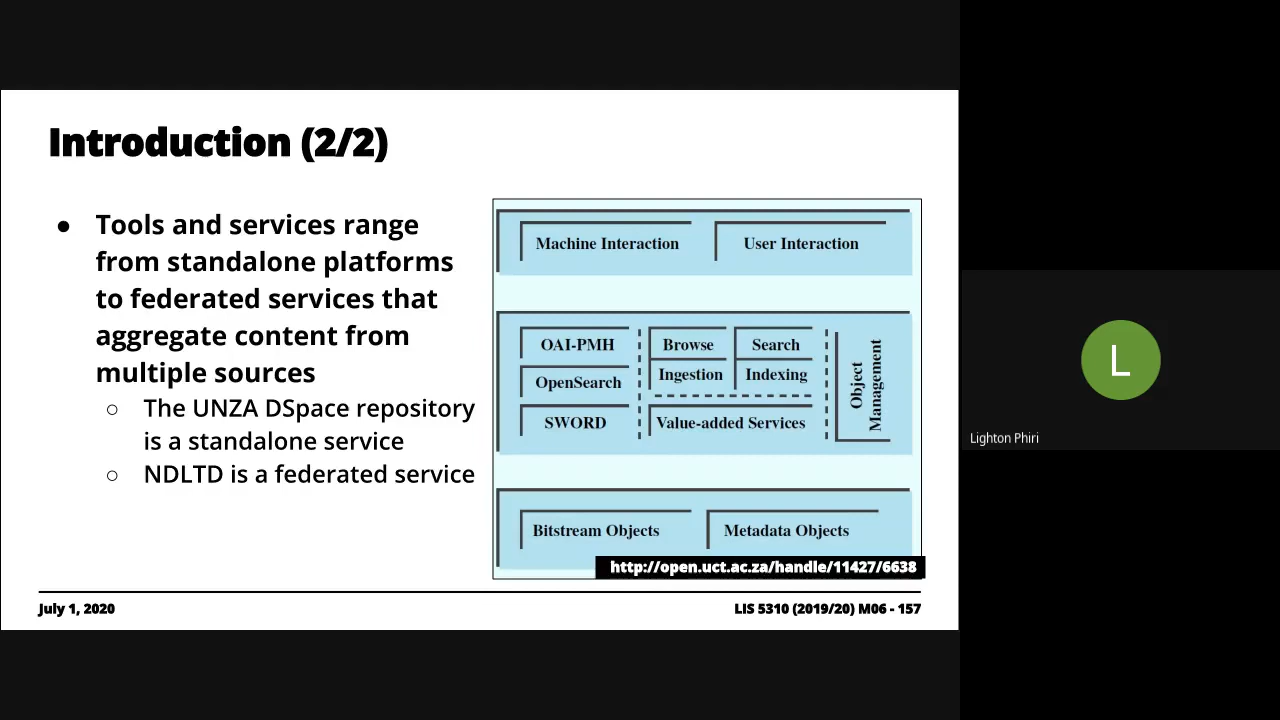 Introduction (2/2)
● Tools and services range
from standalone platforms
to federated services that
aggregate content from
multiple sources
○ The UNZA DSpace repository
is a standalone service
○ NDLTD is a federated service
Machine Interaction
User Interaction
OAI-PMH
OpenSearch
SWORD
Browse
Search
Ingestion
Indexing
Value-added Services
Object
Management
Bitstream Objects
Metadata Objects
http://open.uct.ac.za/handle/11427/6638
July 1, 2020
LIS 5310 (2019/20) M06 - 157
L
Lighton Phiri